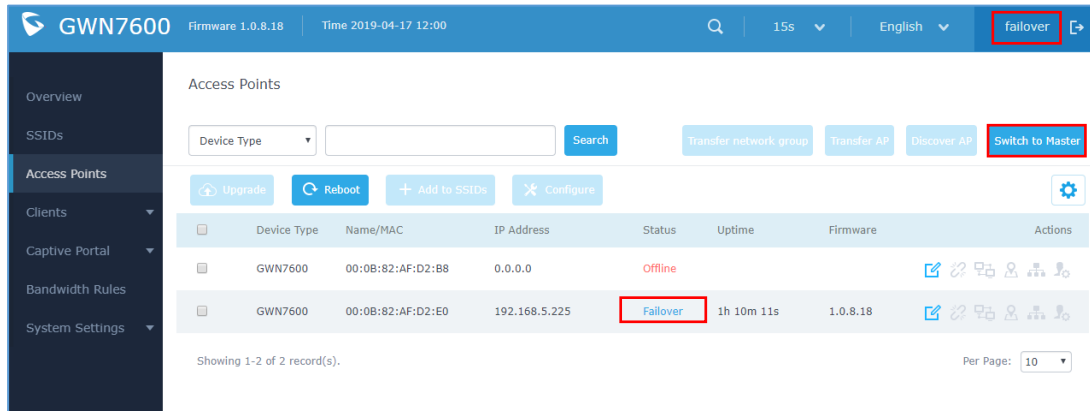 GWN7600 Firmware 1.0.8.18 Time 2019-04-17 12:00 15s English failover
Overview
SSIDs
Access Points
Clients
Captive Portal
Bandwidth Rules
System Settings
Access Points
Device Type Search Transfer network group Transfer AP Discover AP Switch to Master
Upgrade Reboot Add to SSIDs Configure
Device Type Name/MAC IP Address Status Uptime Firmware Actions
GWN7600 00:0B:82:AF:D2:B8 0.0.0.0 Offline
GWN7600 00:0B:82:AF:D2:E0 192.168.5.225 Failover 1h 10m 11s 1.0.8.18
Showing 1-2 of 2 record(s). Per Page: 10